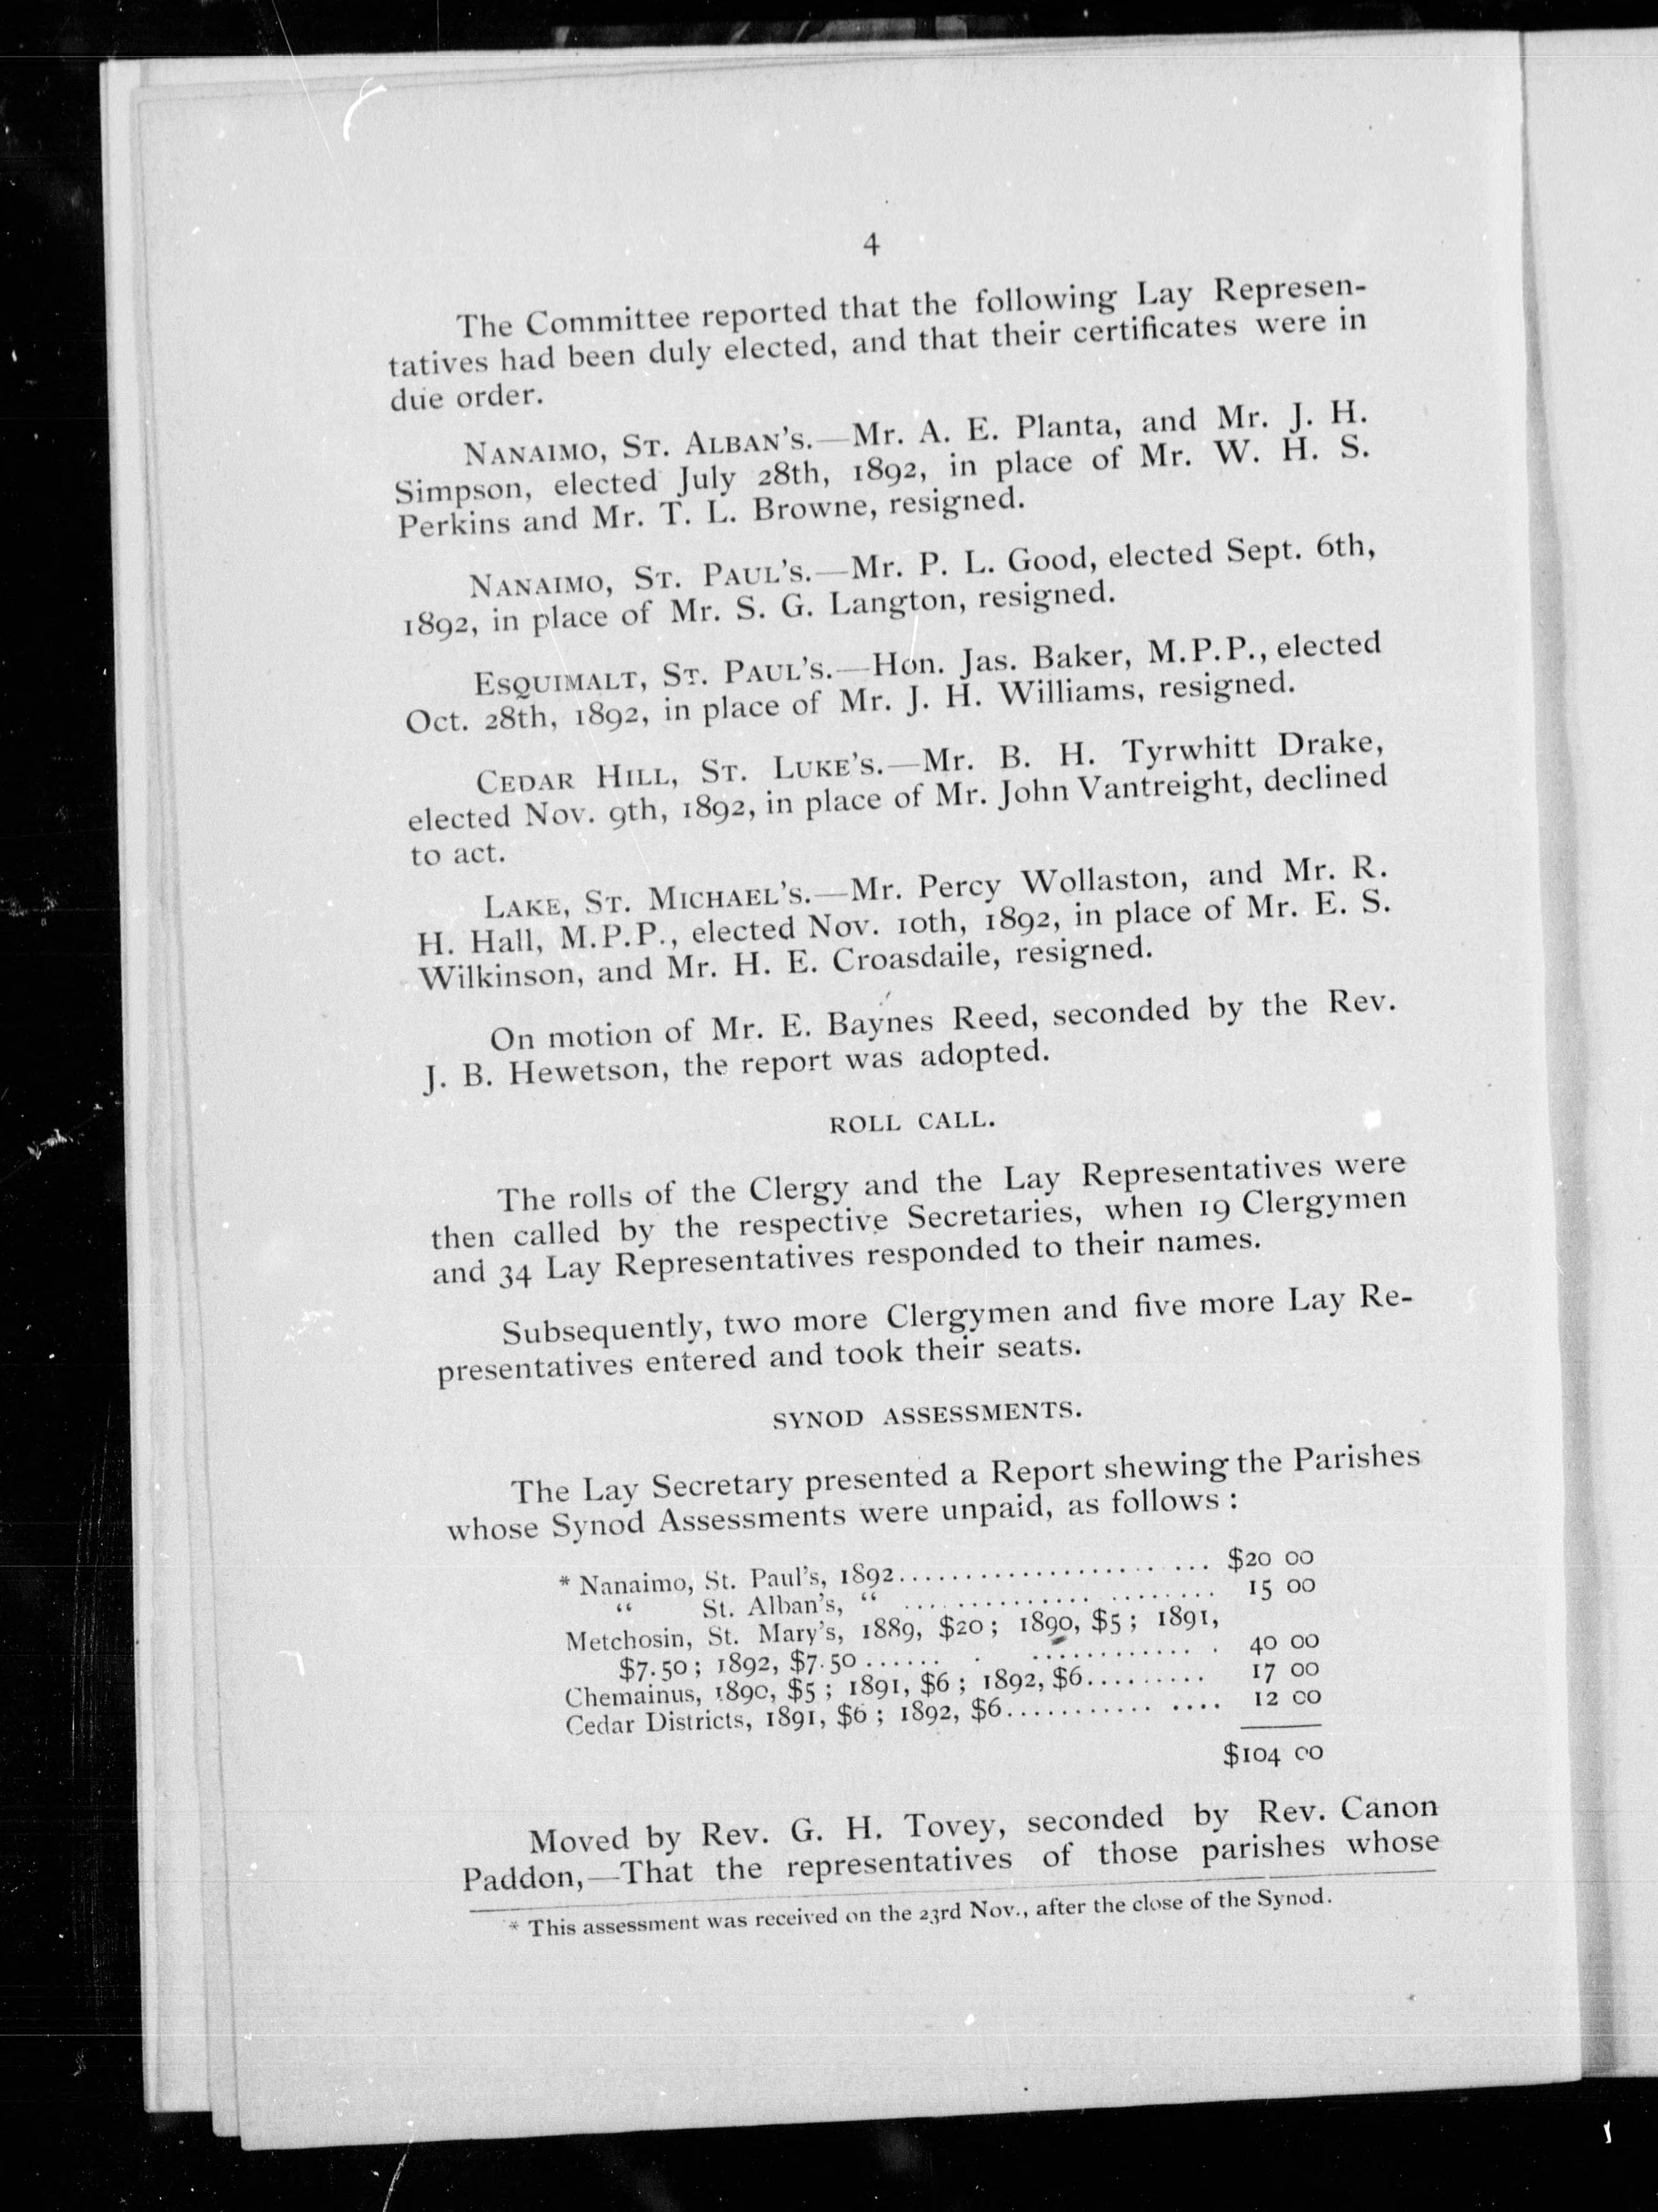 4
The Committee reported that the following Lay Represen-
tatives had been duly elected, and that their certificates were in
due order.
NANAIMO, ST. ALBAN'S.—Mr. A. E. Planta, and Mr. J. H.
Simpson, elected July 28th, 1892, in place of Mr. W. H. S.
Perkins and Mr. T. L. Browne, resigned.
NANAIMO, ST. PAUL'S.—Mr. P. L. Good, elected Sept. 6th,
1892, in place of Mr. S. G. Langton, resigned.
ESQUIMALT, ST. PAUL'S.—Hon. Jas. Baker, M.P.P., elected
Oct. 28th, 1892, in place of Mr. J. H. Williams, resigned.
CEDAR HILL, ST. LUKE'S.—Mr. B. H. Tyrwhitt Drake,
elected Nov. 9th, 1892, in place of Mr. John Vantreight, declined
to act.
LAKE, ST. MICHAEL'S.—Mr. Percy Wollaston, and Mr. R.
H. Hall, M.P.P., elected Nov. 10th, 1892, in place of Mr. E. S.
Wilkinson, and Mr. H. E. Croasdaile, resigned.
On motion of Mr. E. Baynes Reed, seconded by the Rev.
J. B. Hewetson, the report was adopted.
ROLL CALL.
The rolls of the Clergy and the Lay Representatives were
then called by the respective Secretaries, when 19 Clergymen
and 34 Lay Representatives responded to their names.
Subsequently, two more Clergymen and five more Lay Re-
presentatives entered and took their seats.
SYNOD ASSESSMENTS.
The Lay Secretary presented a Report shewing the Parishes
whose Synod Assessments were unpaid, as follows :
* Nanaimo, St. Paul's, 1892........................ $20 00
" St. Alban's, " ........................ 15 00
Metchosin, St. Mary's, 1889, $20 ; 1890, $5 ; 1891,
$7.50 ; 1892, $7.50 ...... . ............ . 40 00
Chemainus, 1890, $5 ; 1891, $6 ; 1892, $6......... 17 00
Cedar Districts, 1891, $6 ; 1892, $6........... .... 12 00
$104 00
Moved by Rev. G. H. Tovey, seconded by Rev. Canon
Paddon,—That the representatives of those parishes whose
* This assessment was received on the 23rd Nov., after the close of the Synod.